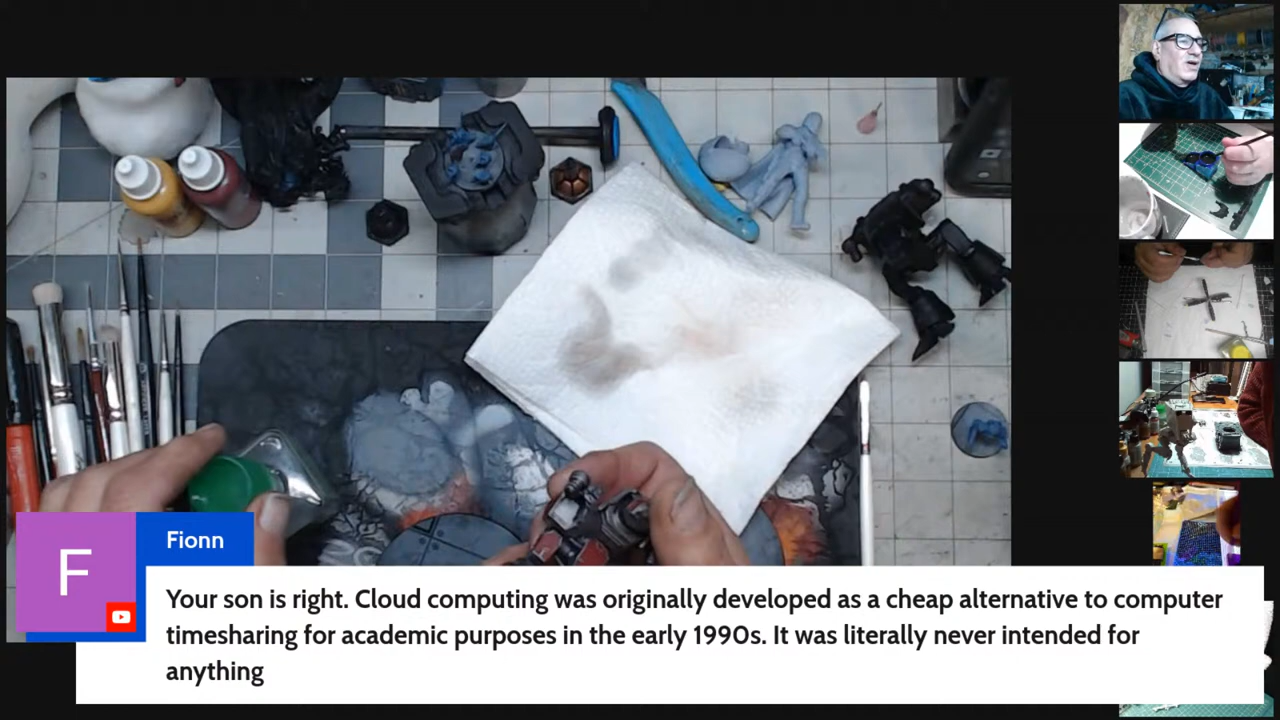 F
Fionn
Your son is right. Cloud computing was originally developed as a cheap alternative to computer
timesharing for academic purposes in the early 1990s. It was literally never intended for
anything